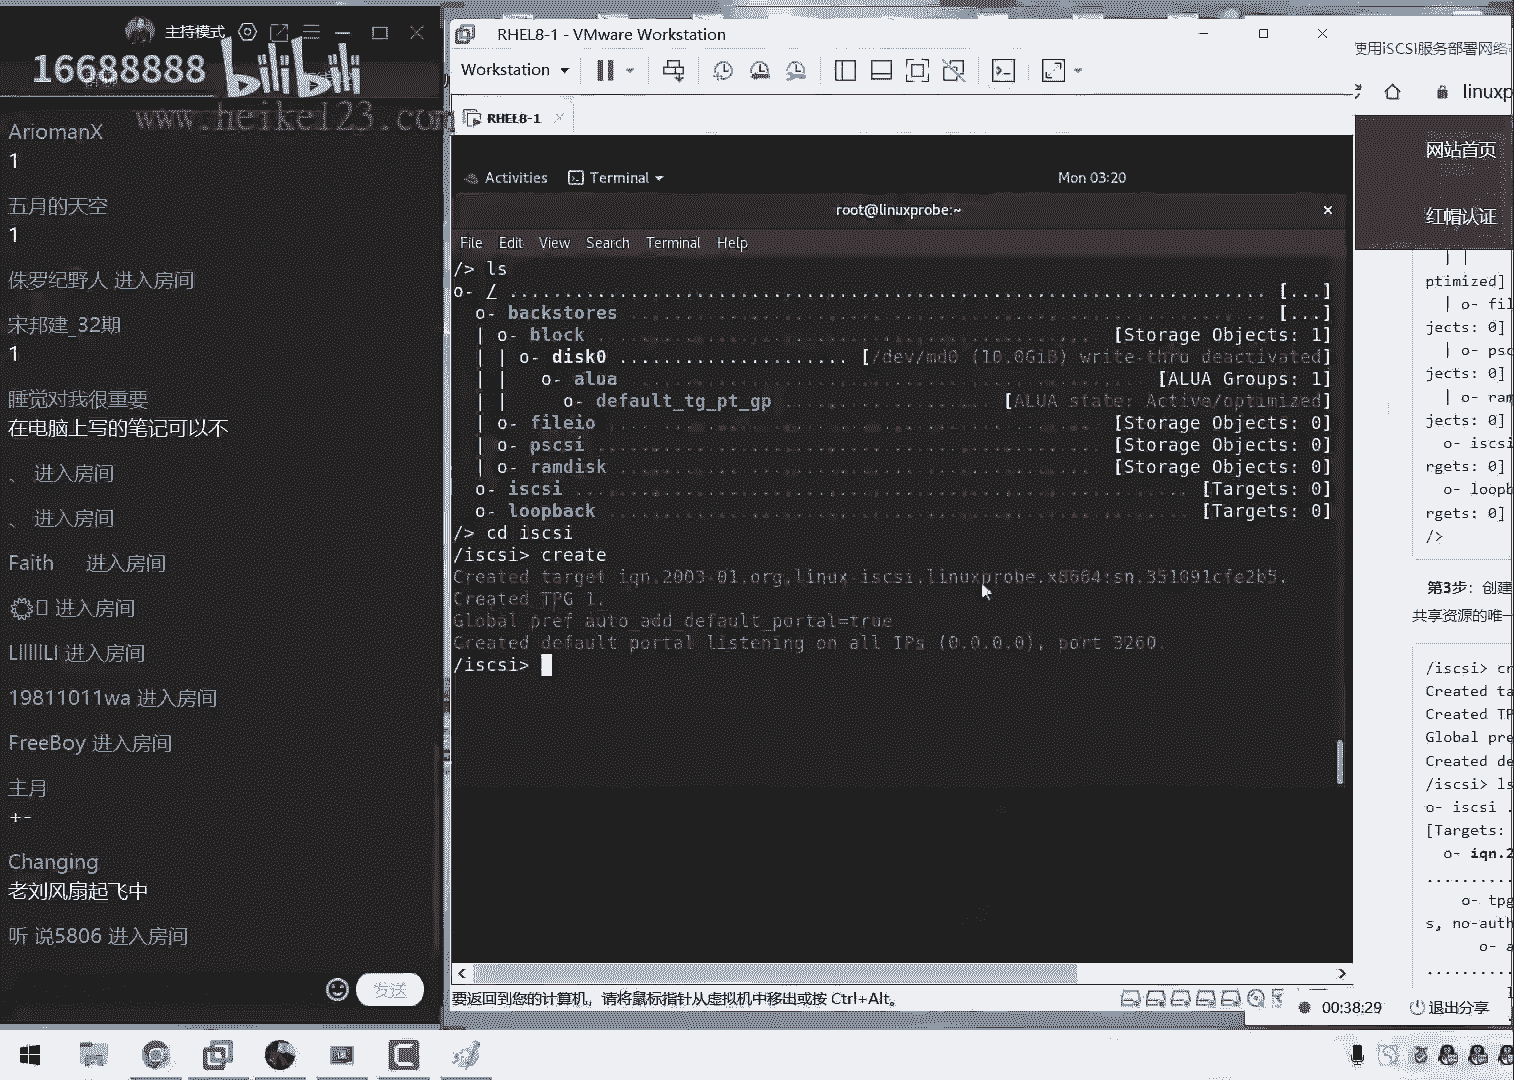 主持模式
16688888
bilibili
www.heike123.com
AriomanX
1
五月的天空
1
侏罗纪野人 进入房间
宋邦建_32期
1
睡觉对我很重要
在电脑上写的笔记可以不
、 进入房间
、 进入房间
Faith 进入房间
进入房间
LlllllLl 进入房间
19811011wa 进入房间
FreeBoy 进入房间
主月
+-
Changing
老刘风扇起飞中
听 说5806 进入房间
发送
RHEL8-1 - VMware Workstation
Workstation
RHEL8-1
Activities
Terminal
Mon 03:20
root@linuxprobe:~
File Edit View Search Terminal Help
/> ls
o- / ...................................................................... [...]
o- backstores ........................................................... [...]
| o- block ............................................... [Storage Objects: 1]
| | o- disk0 ..................... [/dev/md0 (10.0GiB) write-thru deactivated]
| |   o- alua ................................................ [ALUA Groups: 1]
| |     o- default_tg_pt_gp .................... [ALUA state: Active/optimized]
| o- fileio .............................................. [Storage Objects: 0]
| o- pscsi ............................................... [Storage Objects: 0]
| o- ramdisk ............................................. [Storage Objects: 0]
o- iscsi ......................................................... [Targets: 0]
o- loopback ...................................................... [Targets: 0]
/> cd iscsi
/iscsi> create
Created target iqn.2003-01.org.linux-iscsi.linuxprobe.x8664:sn.351091cfe2b5.
Created TPG 1.
Global pref auto_add_default_portal=true
Created default portal listening on all IPs (0.0.0.0), port 3260.
/iscsi>
要返回到您的计算机，请将鼠标指针从虚拟机中移出或按 Ctrl+Alt。
使用iSCSI服务部署网络
linuxp
网站首页
红帽认证
| |
ptimized]
| o- fil
jects: 0]
| o- psc
jects: 0]
| o- ram
jects: 0]
o- iscsi
rgets: 0]
o- loopb
rgets: 0]
/>
第3步：创建
共享资源的唯一
/iscsi> cr
Created ta
Created TP
Global pre
Created de
/iscsi> ls
o- iscsi .
[Targets:
o- iqn.2
..........
o- tpg
s, no-auth
o- a
..........
00:38:29
退出分享